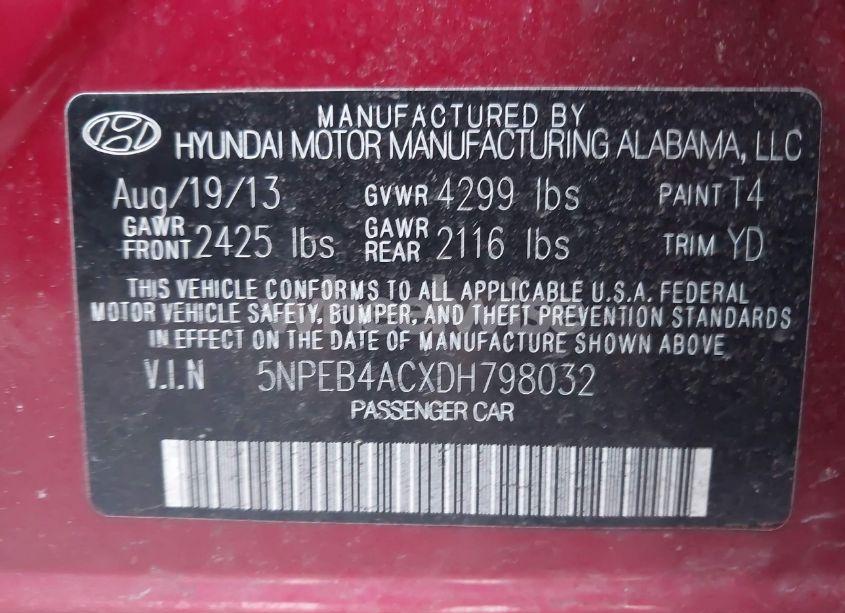 MANUFACTURED BY
HYUNDAI MOTOR MANUFACTURING ALABAMA, LLC
Aug/19/13 GVWR 4299 lbs PAINT T4
GAWR FRONT 2425 lbs GAWR REAR 2116 lbs TRIM YD
THIS VEHICLE CONFORMS TO ALL APPLICABLE U.S.A. FEDERAL
MOTOR VEHICLE SAFETY, BUMPER, AND THEFT PREVENTION STANDARDS
IN EFFECT ON THE DATE OF MANUFACTURE SHOWN ABOVE.
V.I.N 5NPEB4ACXDH798032
PASSENGER CAR